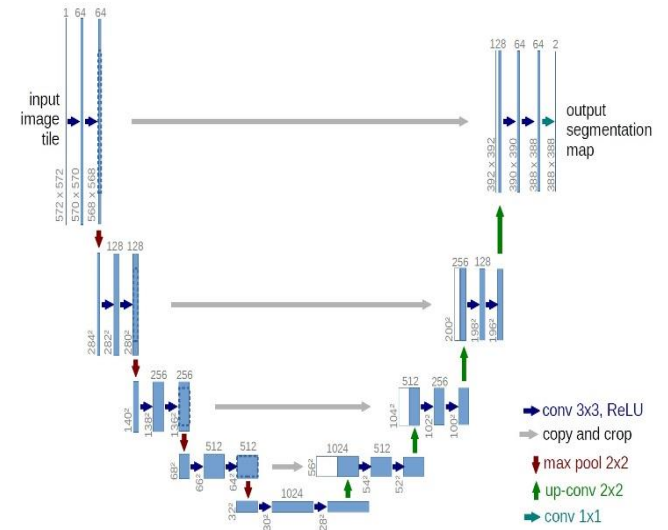 1 64 64
input
image
tile
572 x 572
570 x 570
568 x 568
128 64 64 2
output
segmentation
map
392 x 392
390 x 390
388 x 388
388 x 388
128 128
284²
282²
280²
256 128
200²
198²
196²
256 256
140²
138²
136²
512 256
104²
102²
100²
512 512
68²
66²
64²
1024 512
56²
54²
52²
1024
32²
30²
28²
conv 3x3, ReLU
copy and crop
max pool 2x2
up-conv 2x2
conv 1x1